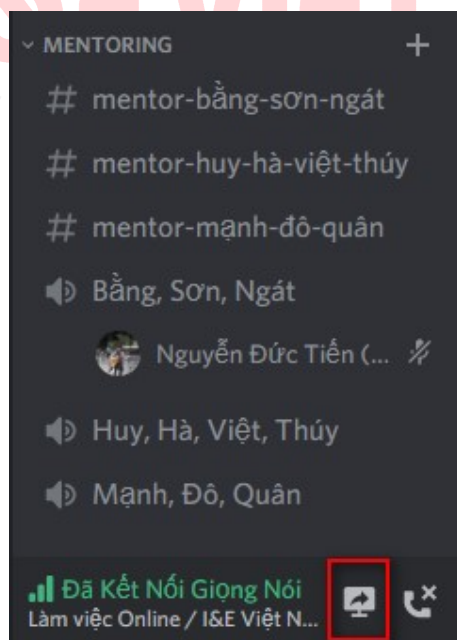 MENTORING
mentor-bằng-sơn-ngát
mentor-huy-hà-việt-thúy
mentor-mạnh-đô-quân
Bằng, Sơn, Ngát
Nguyễn Đức Tiến (...
Huy, Hà, Việt, Thúy
Mạnh, Đô, Quân
Đã Kết Nối Giọng Nói
Làm việc Online / I&E Việt N...